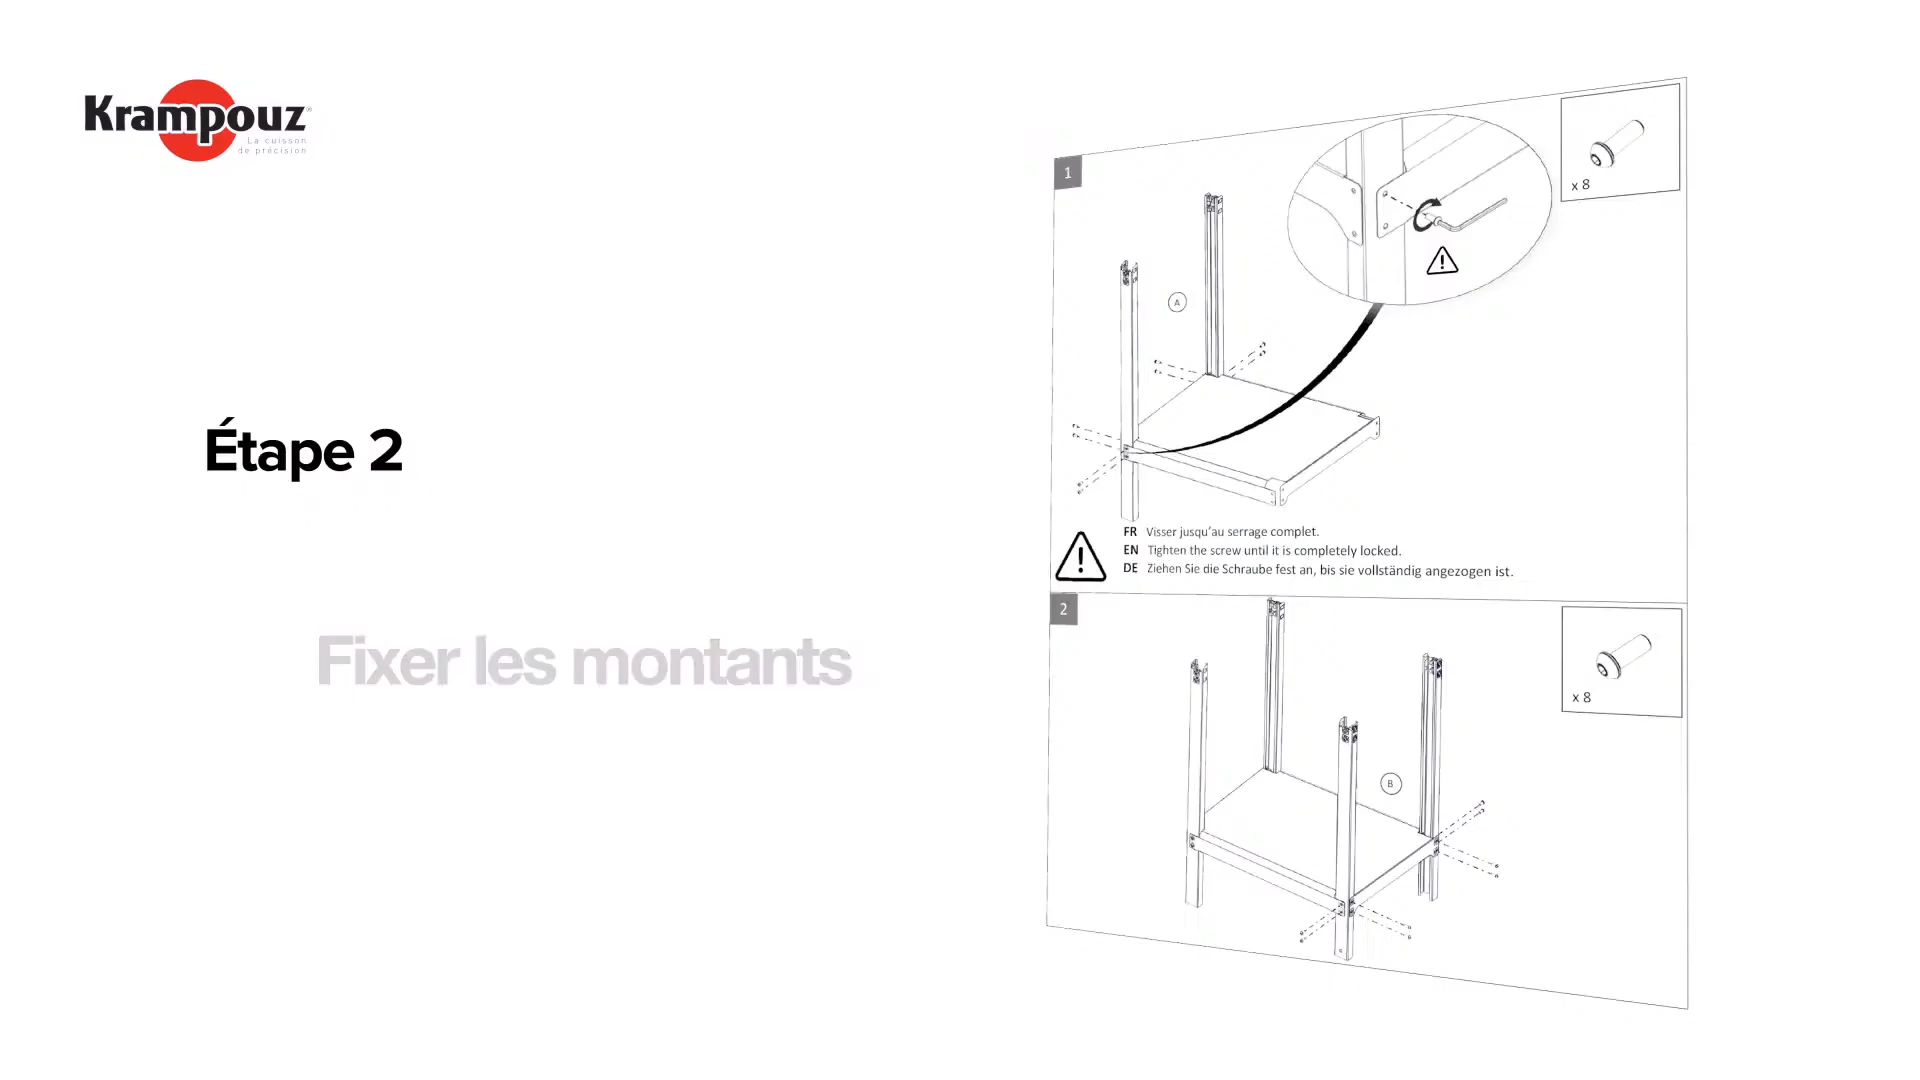 Krampouz®
La cuisson
de précision
Étape 2
Fixer les montants
1
x 8
A
FR Visser jusqu'au serrage complet.
EN Tighten the screw until it is completely locked.
DE Ziehen Sie die Schraube fest an, bis sie vollständig angezogen ist.
2
x 8
B